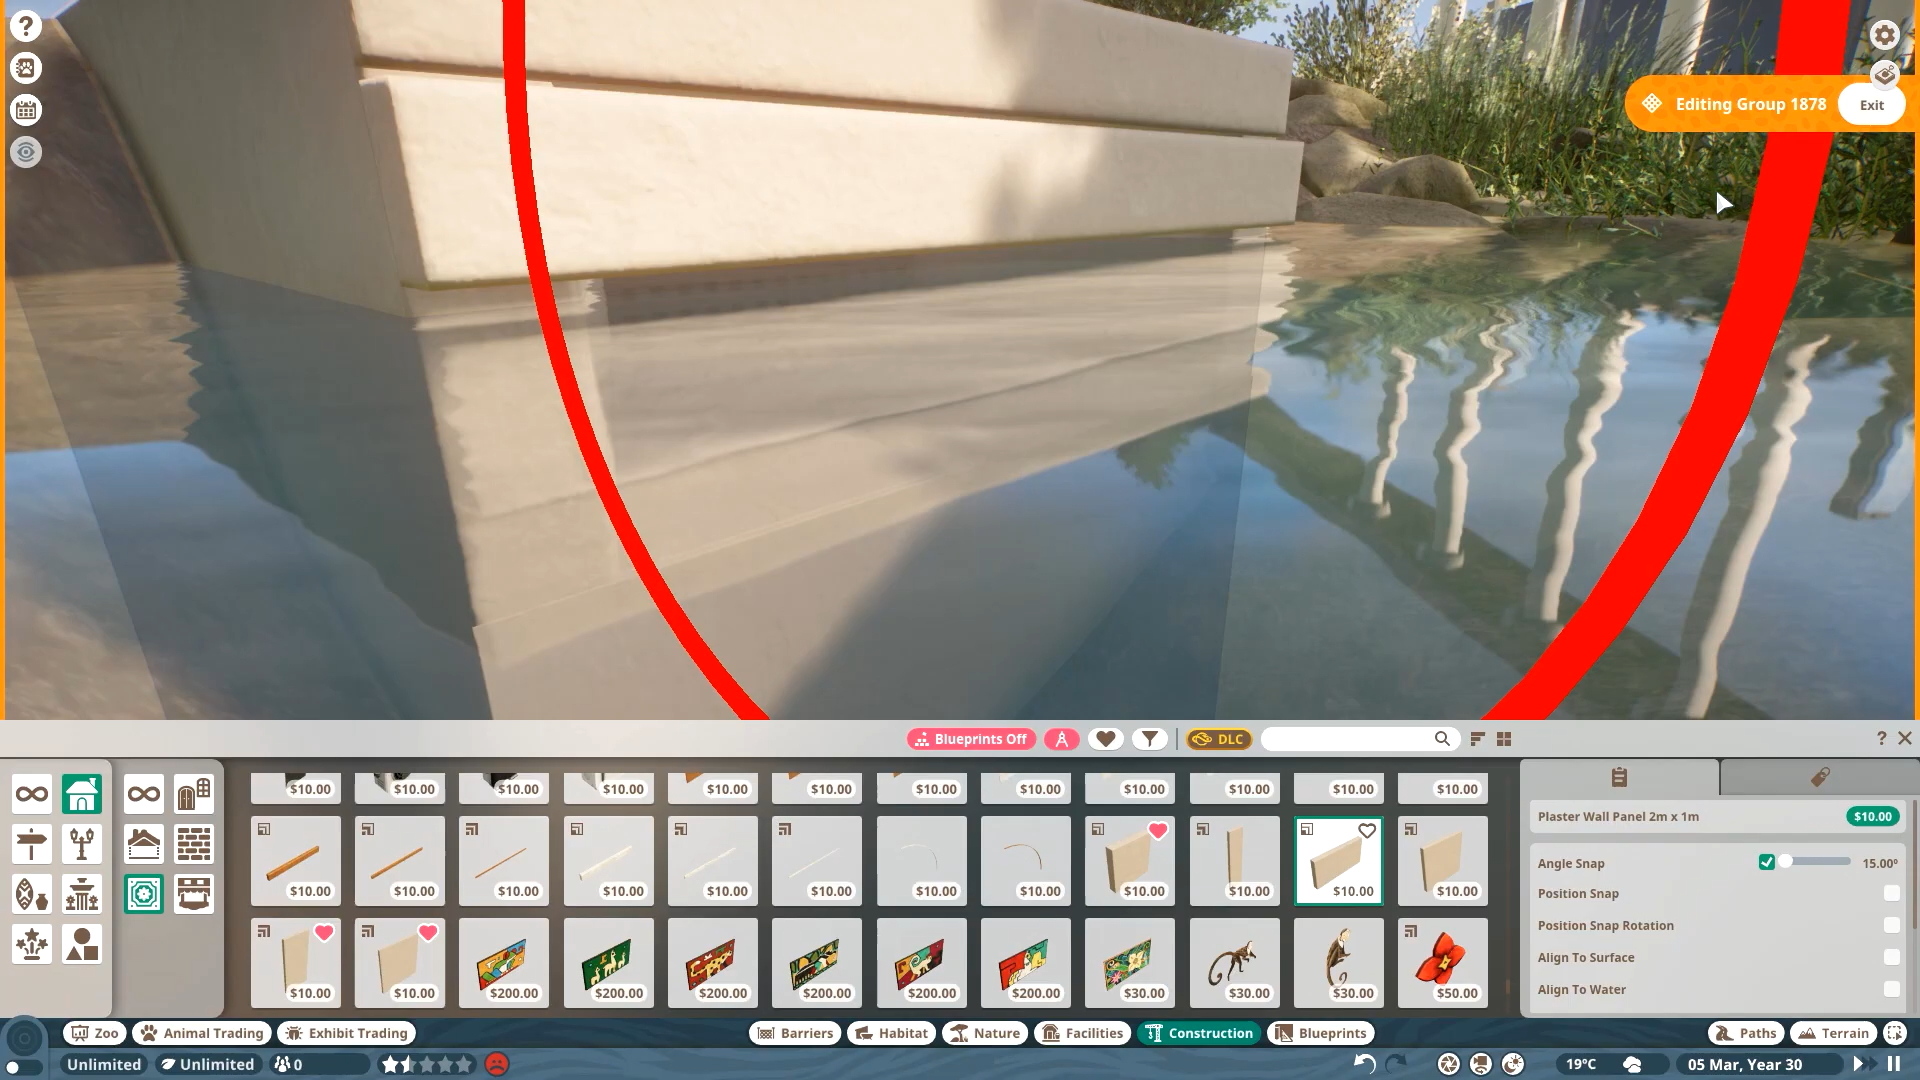 Editing Group 1878
Exit
Blueprints Off
DLC
$10.00 $10.00 $10.00 $10.00 $10.00 $10.00 $10.00 $10.00 $10.00 $10.00 $10.00 $10.00
$10.00 $10.00 $10.00 $10.00 $10.00 $10.00 $10.00 $10.00 $10.00 $10.00 $10.00 $10.00
$10.00 $10.00 $200.00 $200.00 $200.00 $200.00 $200.00 $200.00 $30.00 $30.00 $30.00 $50.00
Plaster Wall Panel 2m x 1m $10.00
Angle Snap 15.00º
Position Snap
Position Snap Rotation
Align To Surface
Align To Water
Zoo Animal Trading Exhibit Trading Barriers Habitat Nature Facilities Construction Blueprints Paths Terrain
Unlimited Unlimited 0 19ºC 05 Mar, Year 30